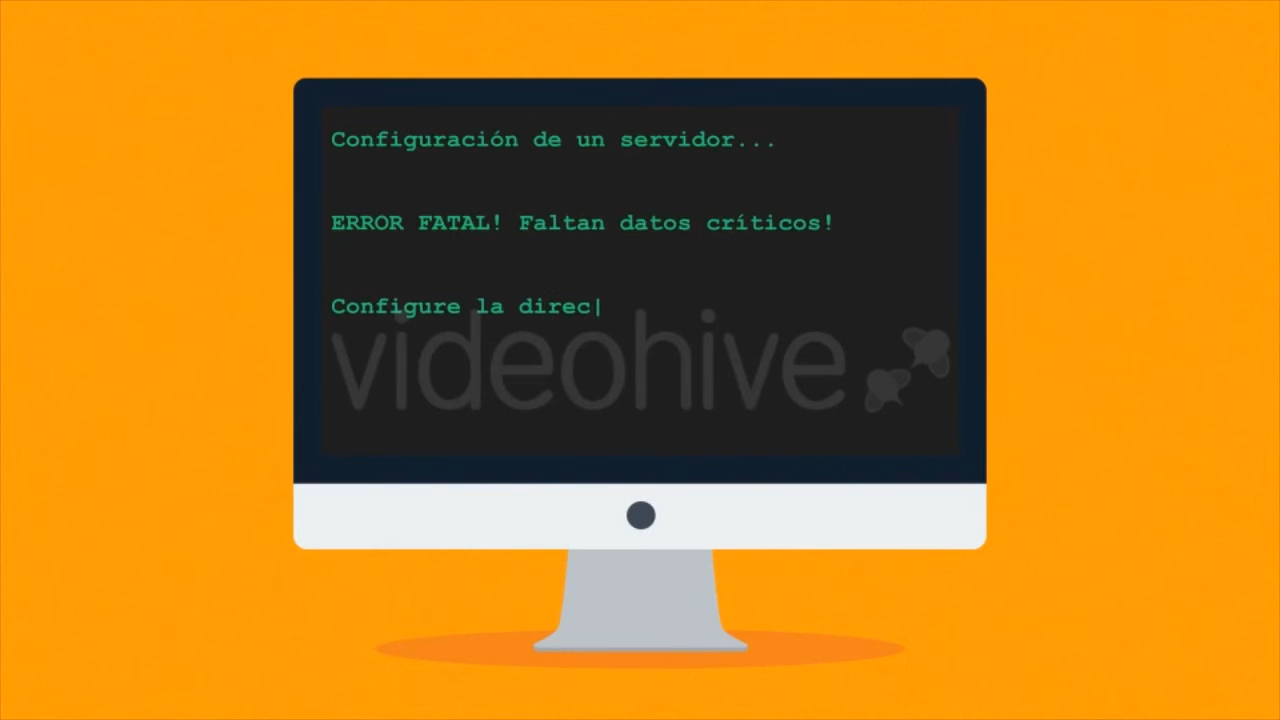 Configuración de un servidor...
ERROR FATAL! Faltan datos críticos!
Configure la direc|
videohive